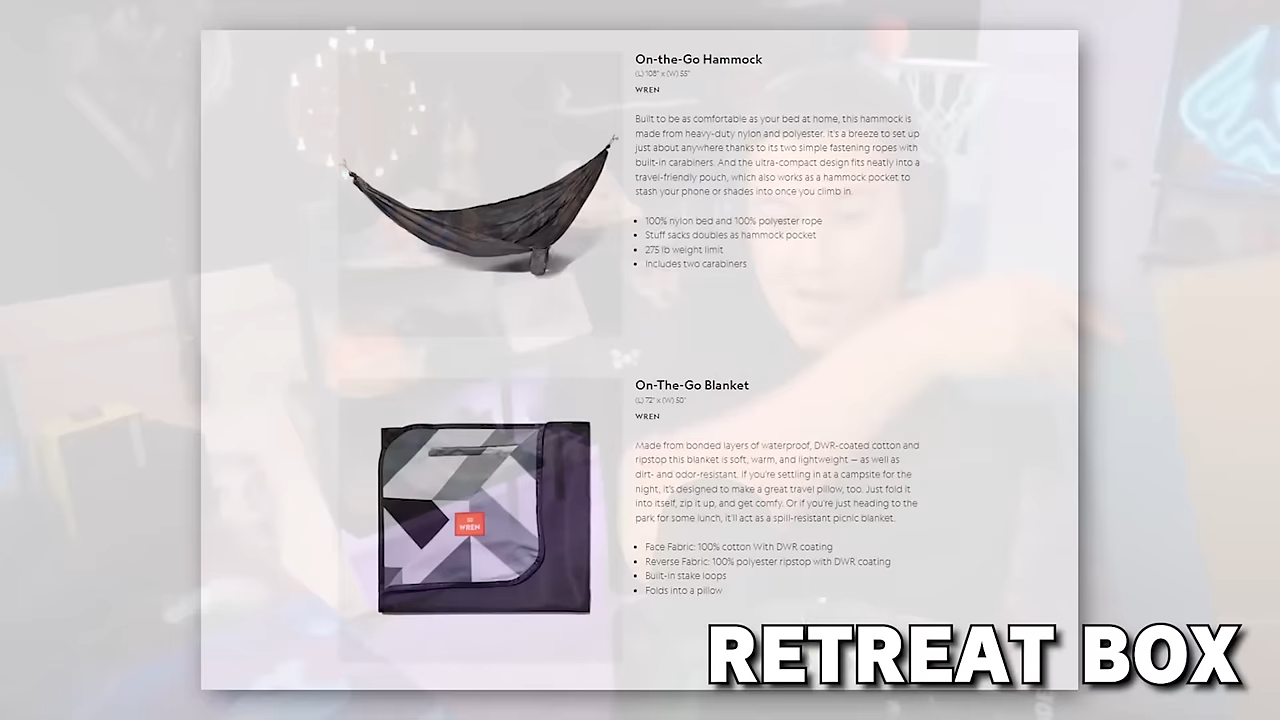 On-the-Go Hammock
(L) 108" x (W) 55"
WREN
Built to be as comfortable as your bed at home, this hammock is
made from heavy-duty nylon and polyester. It's a breeze to set up
just about anywhere thanks to its two simple fastening ropes with
built-in carabiners. And the ultra-compact design fits neatly into a
travel-friendly pouch, which also works as a hammock pocket to
stash your phone or shades into once you climb in.
• 100% nylon bed and 100% polyester rope
• Stuff sacks doubles as hammock pocket
• 275 lb weight limit
• Includes two carabiners
On-The-Go Blanket
(L) 72" x (W) 50"
WREN
Made from bonded layers of waterproof, DWR-coated cotton and
ripstop this blanket is soft, warm, and lightweight — as well as
dirt- and odor-resistant. If you're settling in at a campsite for the
night, it's designed to make a great travel pillow, too. Just fold it
into itself, zip it up, and get comfy. Or if you're just heading to the
park for some lunch, it'll act as a spill-resistant picnic blanket.
• Face Fabric: 100% cotton With DWR coating
• Reverse Fabric: 100% polyester ripstop with DWR coating
• Built-in stake loops
• Folds into a pillow
WREN
RETREAT BOX